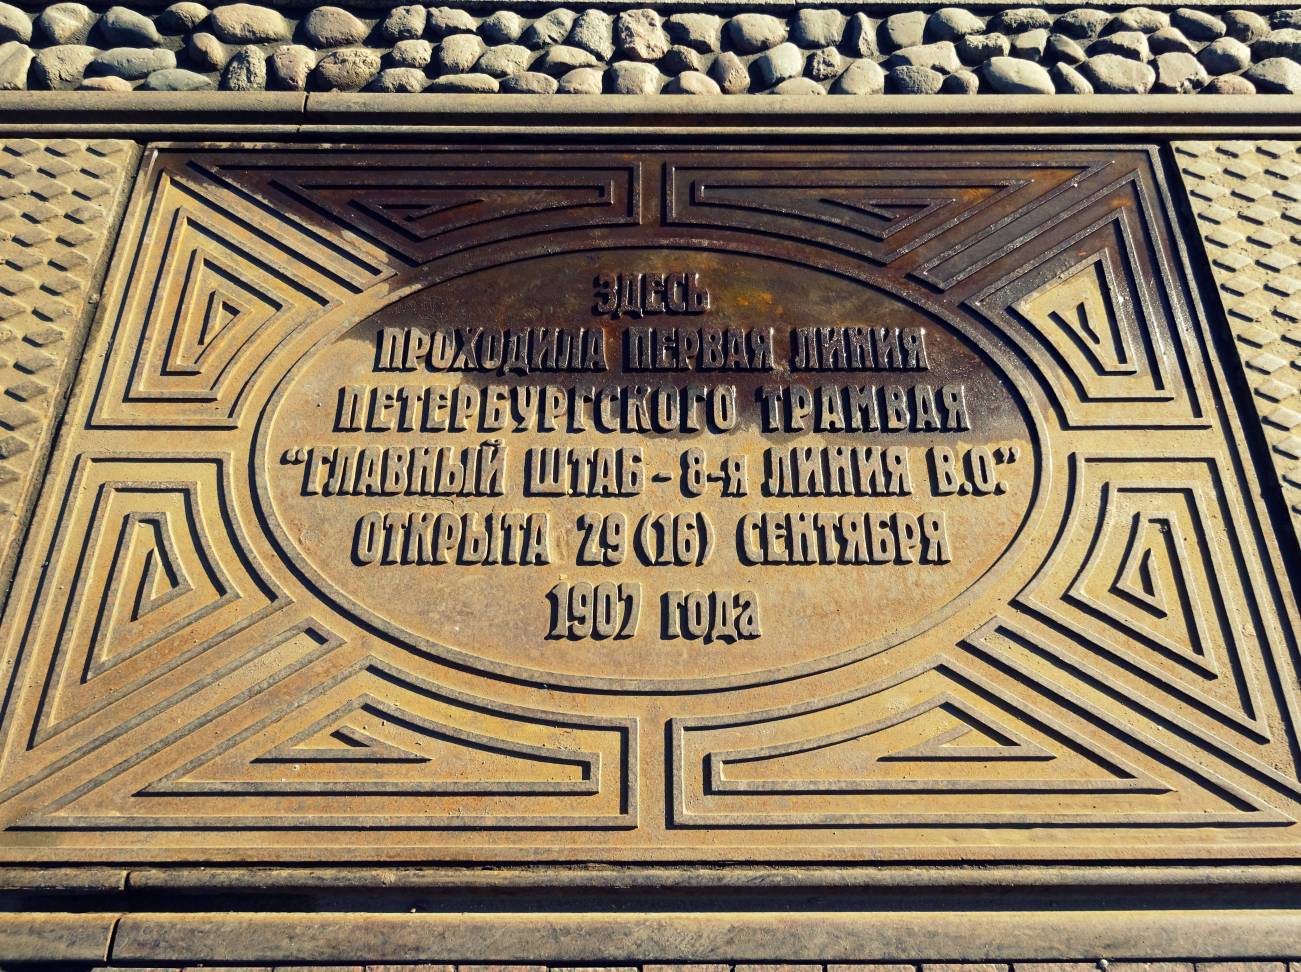 ЗДЕСЬ
ПРОХОДИЛА ПЕРВАЯ ЛИНИЯ
ПЕТЕРБУРГСКОГО ТРАМВАЯ
"ГЛАВНЫЙ ШТАБ - 8-Я ЛИНИЯ В.О."
ОТКРЫТА 29 (16) СЕНТЯБРЯ
1907 года